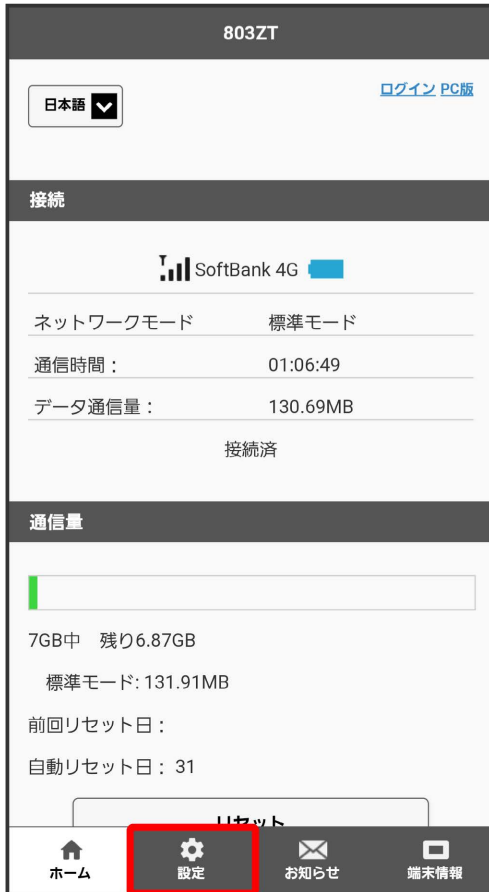 803ZT
日本語
ログイン PC版
接続
SoftBank 4G
ネットワークモード 標準モード
通信時間： 01:06:49
データ通信量： 130.69MB
接続済
通信量
7GB中 残り6.87GB
標準モード: 131.91MB
前回リセット日：
自動リセット日： 31
リセット
ホーム 設定 お知らせ 端末情報